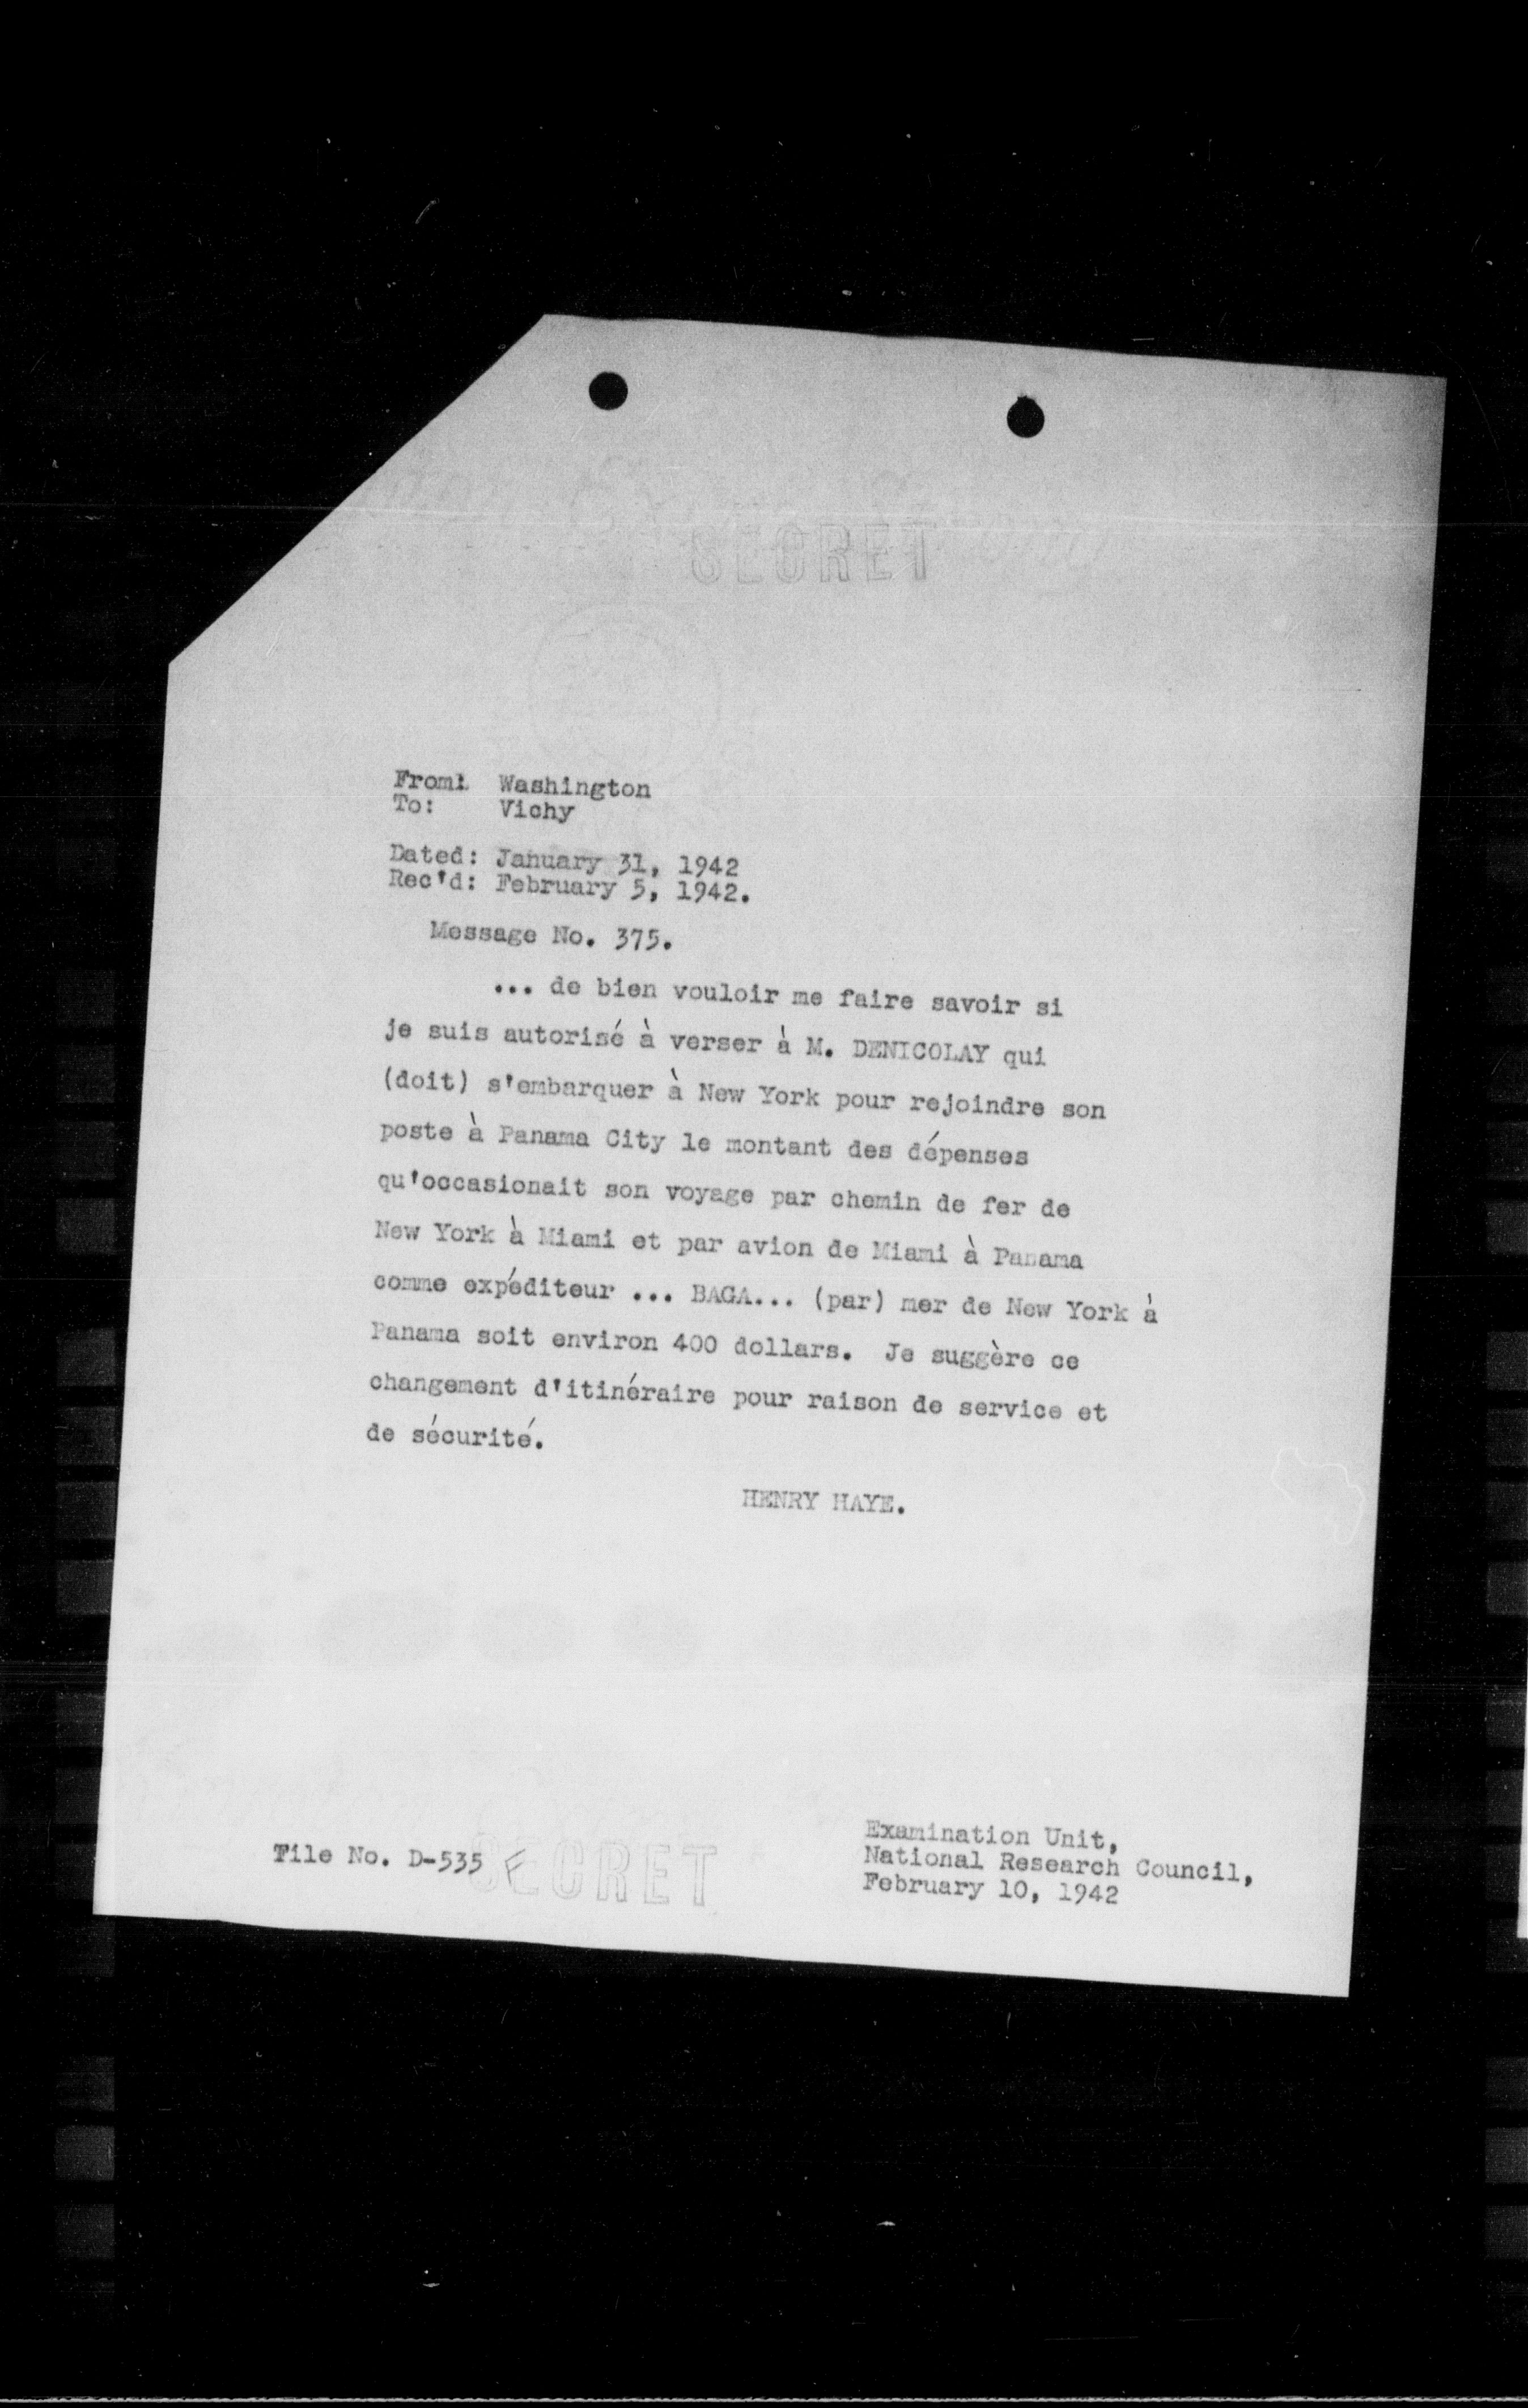 SECRET
From: Washington
To: Vichy
Dated: January 31, 1942
Rec'd: February 5, 1942.
Message No. 375.
... de bien vouloir me faire savoir si
je suis autorisé à verser à M. DENICOLAY qui
(doit) s'embarquer à New York pour rejoindre son
poste à Panama City le montant des dépenses
qu'occasionait son voyage par chemin de fer de
New York à Miami et par avion de Miami à Panama
comme expéditeur ... BAGA... (par) mer de New York à
Panama soit environ 400 dollars. Je suggère ce
changement d'itinéraire pour raison de service et
de sécurité.
HENRY HAYE.
File No. D-535
SECRET
Examination Unit,
National Research Council,
February 10, 1942